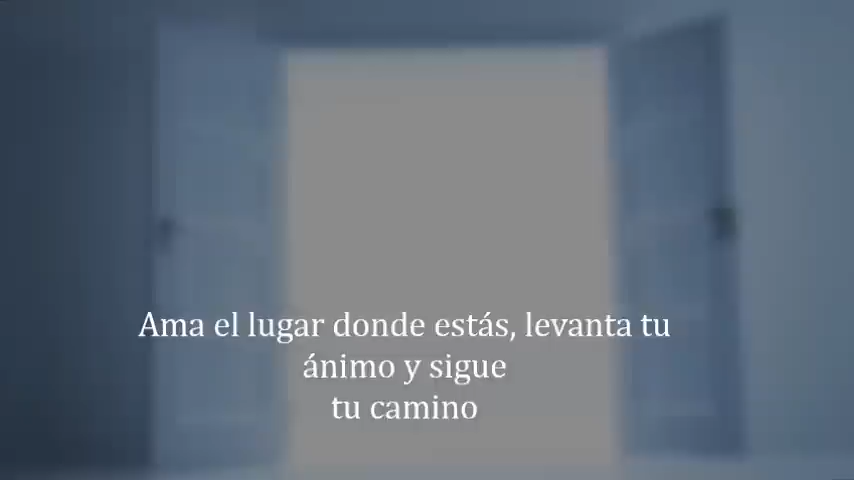 Ama el lugar donde estás, levanta tu
ánimo y sigue
tu camino